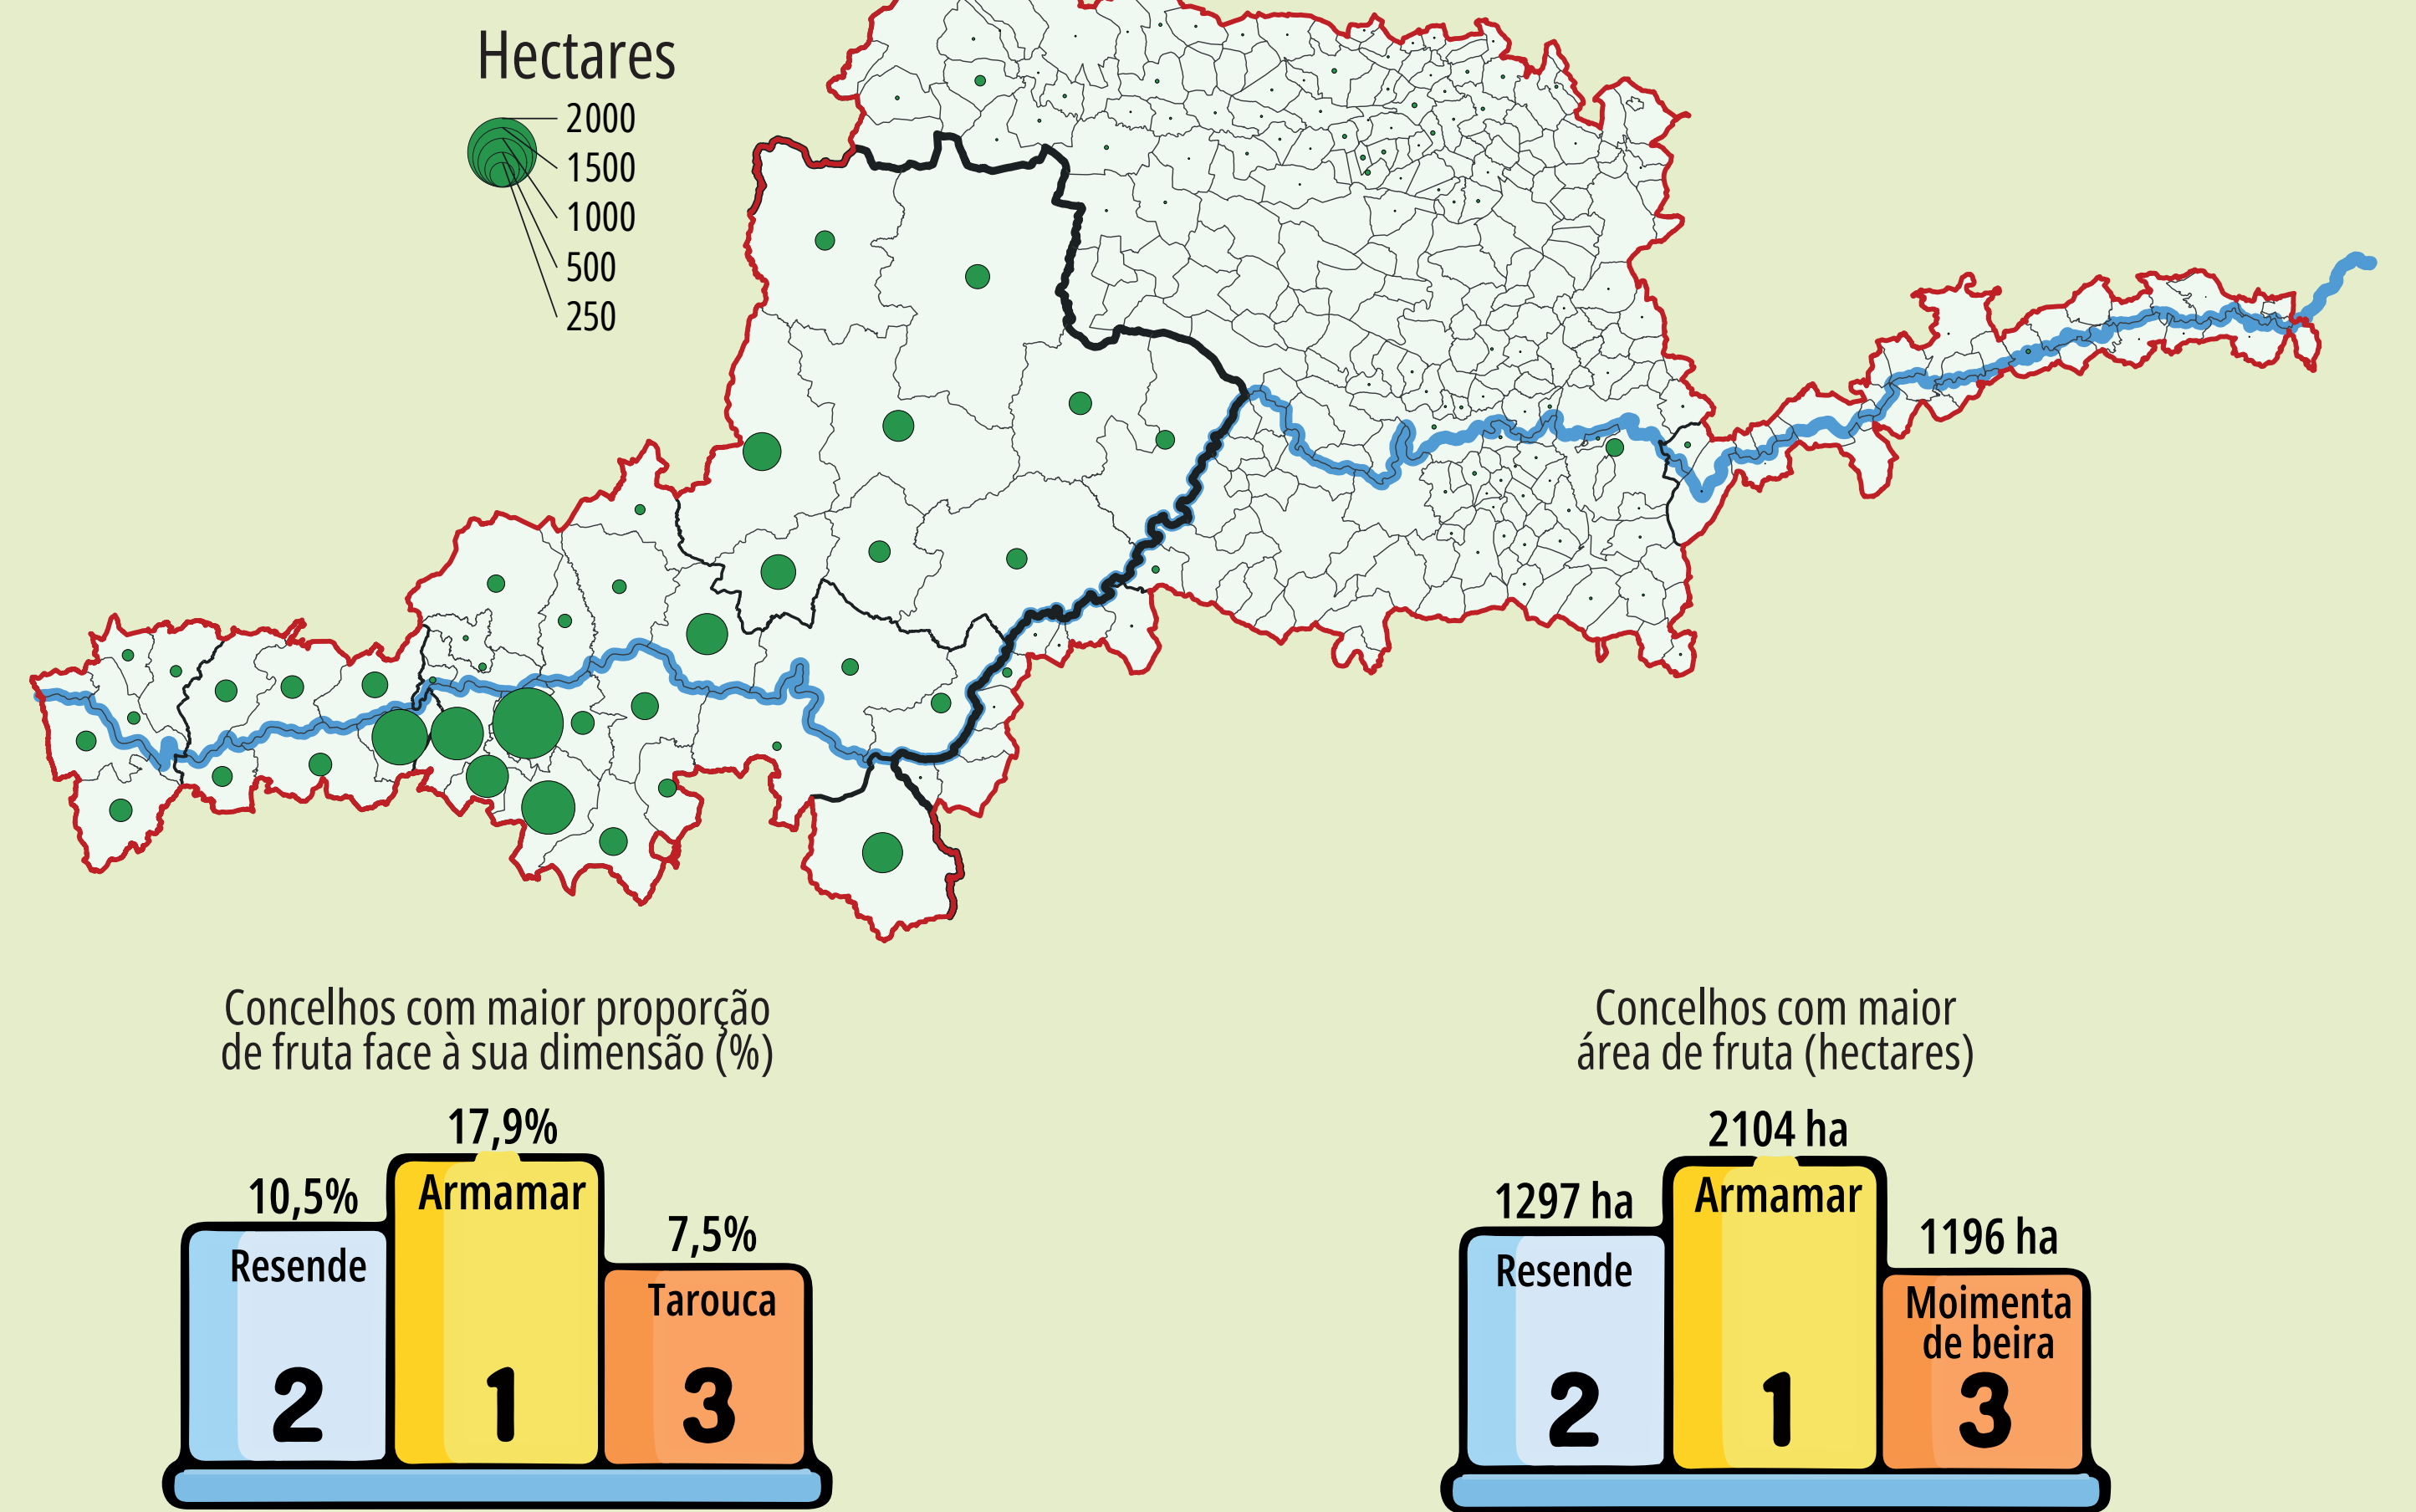 Hectares
2000
1500
1000
500
250
Concelhos com maior proporção
de fruta face à sua dimensão (%)
17,9%
10,5%
Armamar
7,5%
Resende
Tarouca
2
1
3
Concelhos com maior
área de fruta (hectares)
2104 ha
1297 ha
Armamar
1196 ha
Resende
Moimenta
de beira
2
1
3